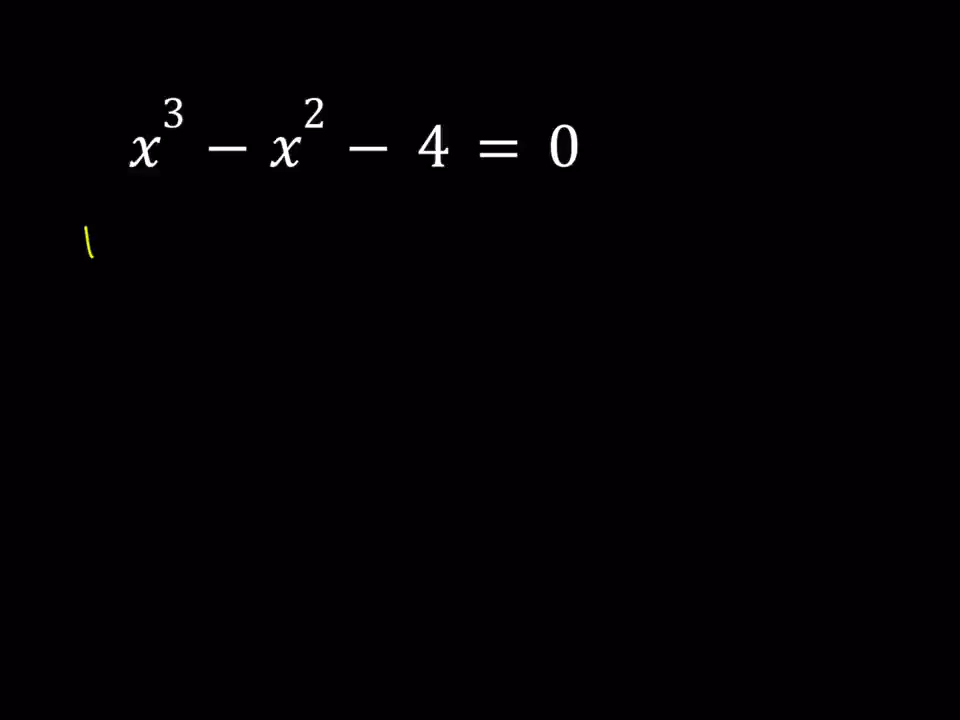 x³ − x² − 4 = 0